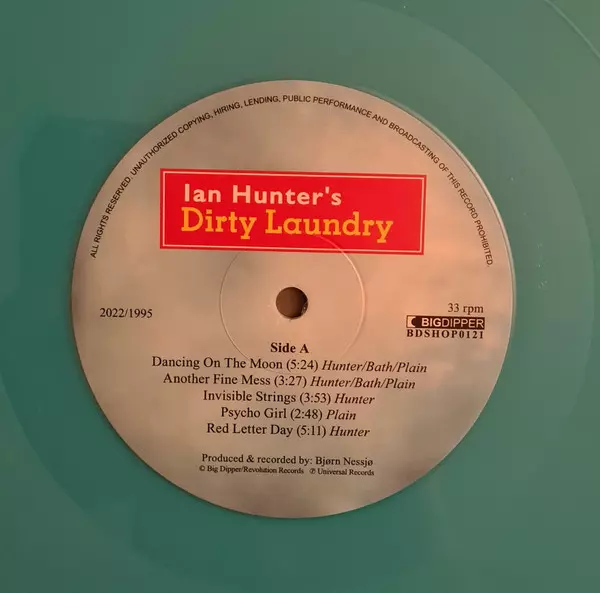 ALL RIGHTS RESERVED. UNAUTHORIZED COPYING, HIRING, LENDING, PUBLIC PERFORMANCE AND BROADCASTING OF THIS RECORD PROHIBITED.
Ian Hunter's
Dirty Laundry
2022/1995
33 rpm
BIGDIPPER
BDSHOP0121
Side A
Dancing On The Moon (5:24) Hunter/Bath/Plain
Another Fine Mess (3:27) Hunter/Bath/Plain
Invisible Strings (3:53) Hunter
Psycho Girl (2:48) Plain
Red Letter Day (5:11) Hunter
Produced & recorded by: Bjørn Nessjø
© Big Dipper/Revolution Records ℗ Universal Records